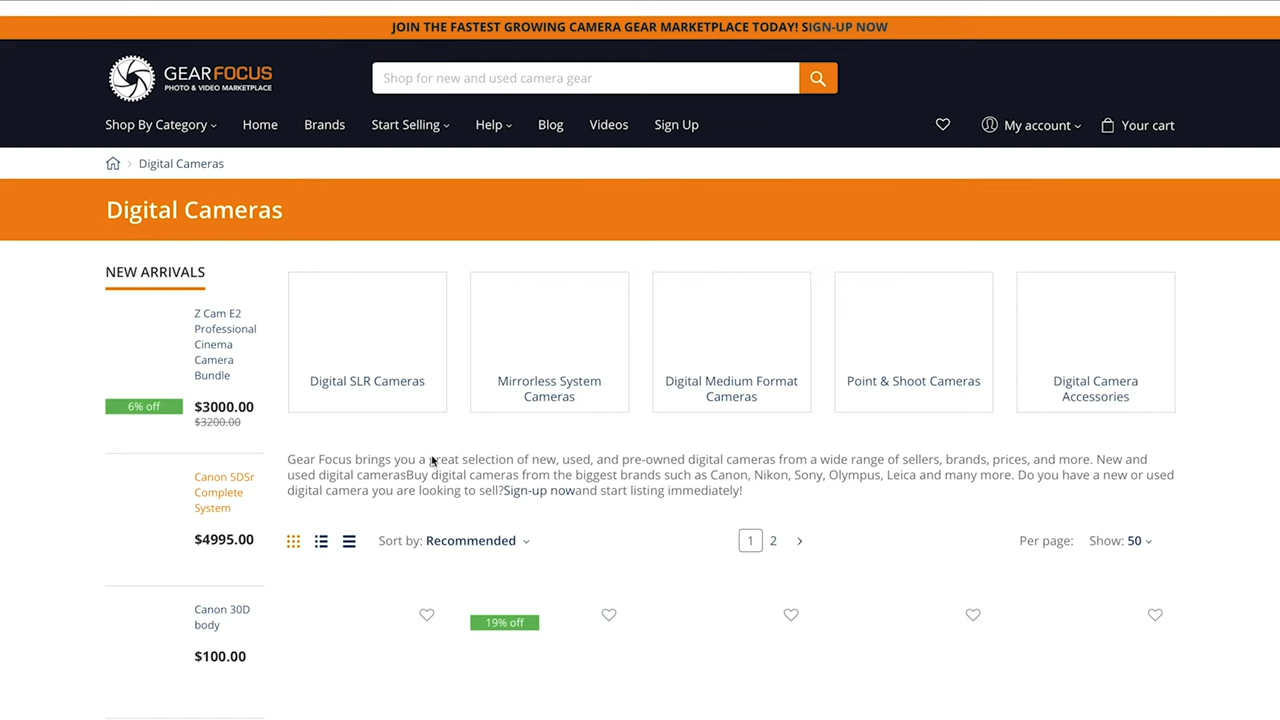 JOIN THE FASTEST GROWING CAMERA GEAR MARKETPLACE TODAY! SIGN-UP NOW
GEARFOCUS
PHOTO & VIDEO MARKETPLACE
Shop for new and used camera gear
Shop By Category Home Brands Start Selling Help Blog Videos Sign Up My account Your cart
Digital Cameras
Digital Cameras
NEW ARRIVALS
Z Cam E2
Professional
Cinema
Camera
Bundle
6% off
$3000.00
$3200.00
Canon 5DSr
Complete
System
$4995.00
Canon 30D
body
$100.00
Digital SLR Cameras
Mirrorless System
Cameras
Digital Medium Format
Cameras
Point & Shoot Cameras
Digital Camera
Accessories
Gear Focus brings you a great selection of new, used, and pre-owned digital cameras from a wide range of sellers, brands, prices, and more. New and
used digital camerasBuy digital cameras from the biggest brands such as Canon, Nikon, Sony, Olympus, Leica and many more. Do you have a new or used
digital camera you are looking to sell?Sign-up nowand start listing immediately!
Sort by: Recommended 1 2 Per page: Show: 50
19% off